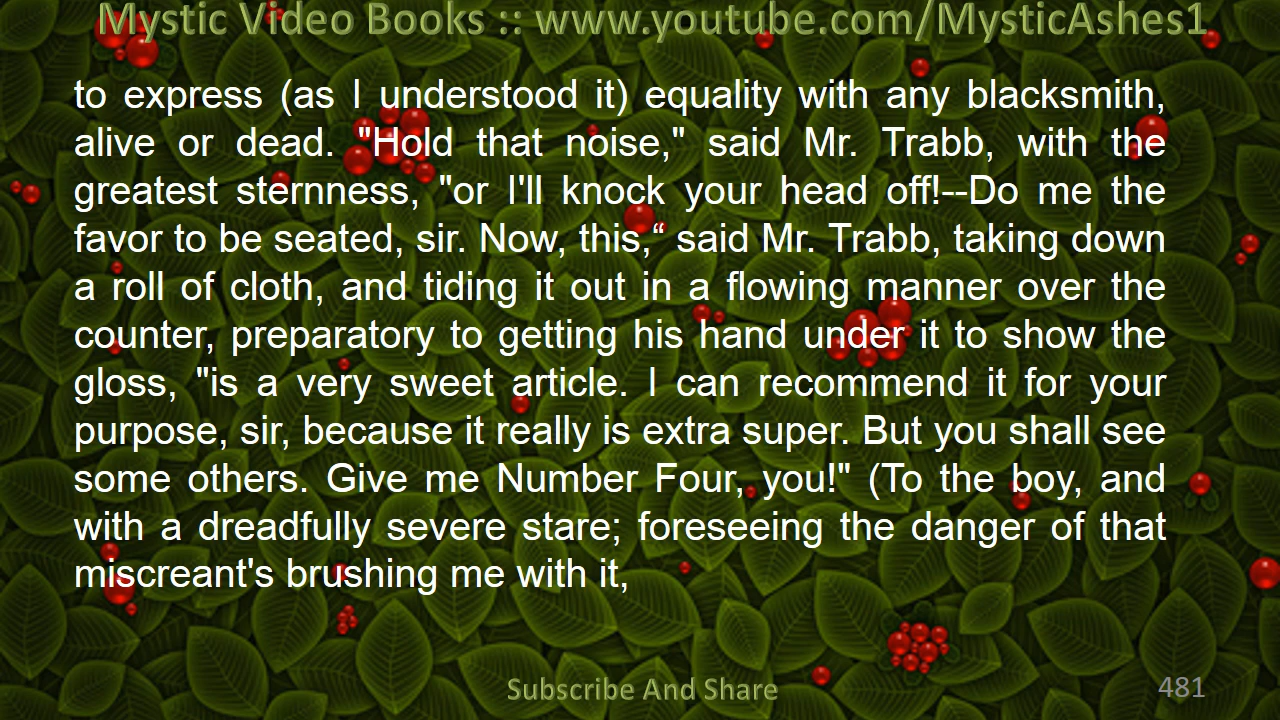 Mystic Video Books :: www.youtube.com/MysticAshes1
to express (as I understood it) equality with any blacksmith,
alive or dead. "Hold that noise," said Mr. Trabb, with the
greatest sternness, "or I'll knock your head off!--Do me the
favor to be seated, sir. Now, this,“ said Mr. Trabb, taking down
a roll of cloth, and tiding it out in a flowing manner over the
counter, preparatory to getting his hand under it to show the
gloss, "is a very sweet article. I can recommend it for your
purpose, sir, because it really is extra super. But you shall see
some others. Give me Number Four, you!" (To the boy, and
with a dreadfully severe stare; foreseeing the danger of that
miscreant's brushing me with it,
Subscribe And Share
481